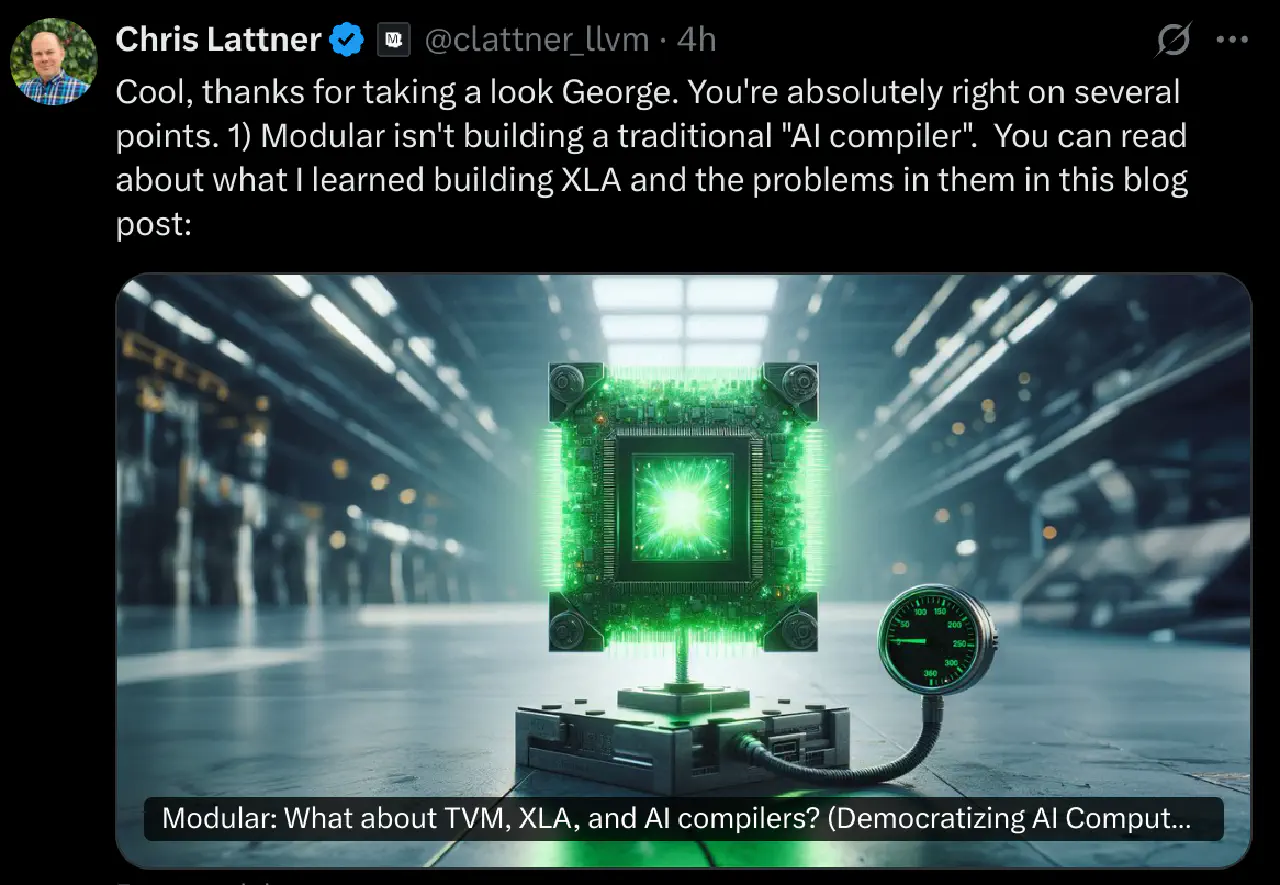 Chris Lattner @clattner_llvm · 4h
Cool, thanks for taking a look George. You're absolutely right on several
points. 1) Modular isn't building a traditional "AI compiler".  You can read
about what I learned building XLA and the problems in them in this blog
post:
50 100 150 200 250 300 350
Modular: What about TVM, XLA, and AI compilers? (Democratizing AI Comput...